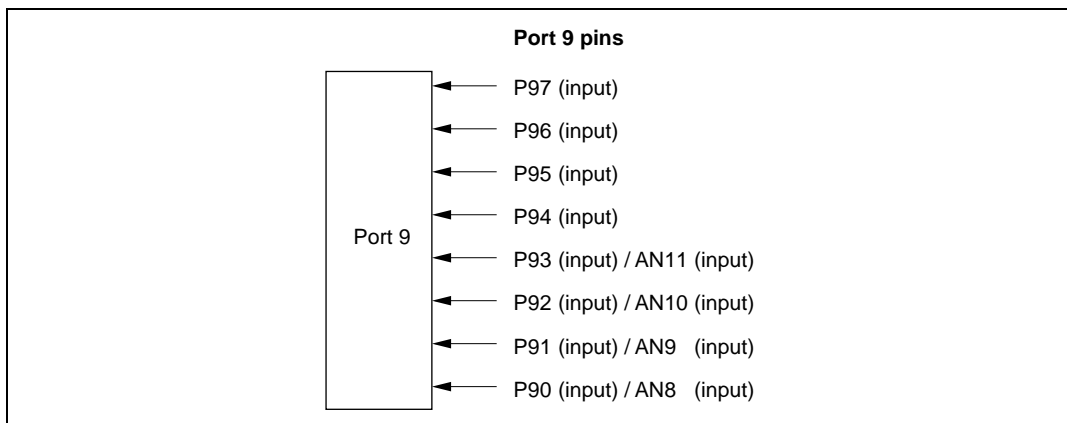 Port 9 pins
P97 (input)
P96 (input)
P95 (input)
P94 (input)
Port 9
P93 (input) / AN11 (input)
P92 (input) / AN10 (input)
P91 (input) / AN9 (input)
P90 (input) / AN8 (input)